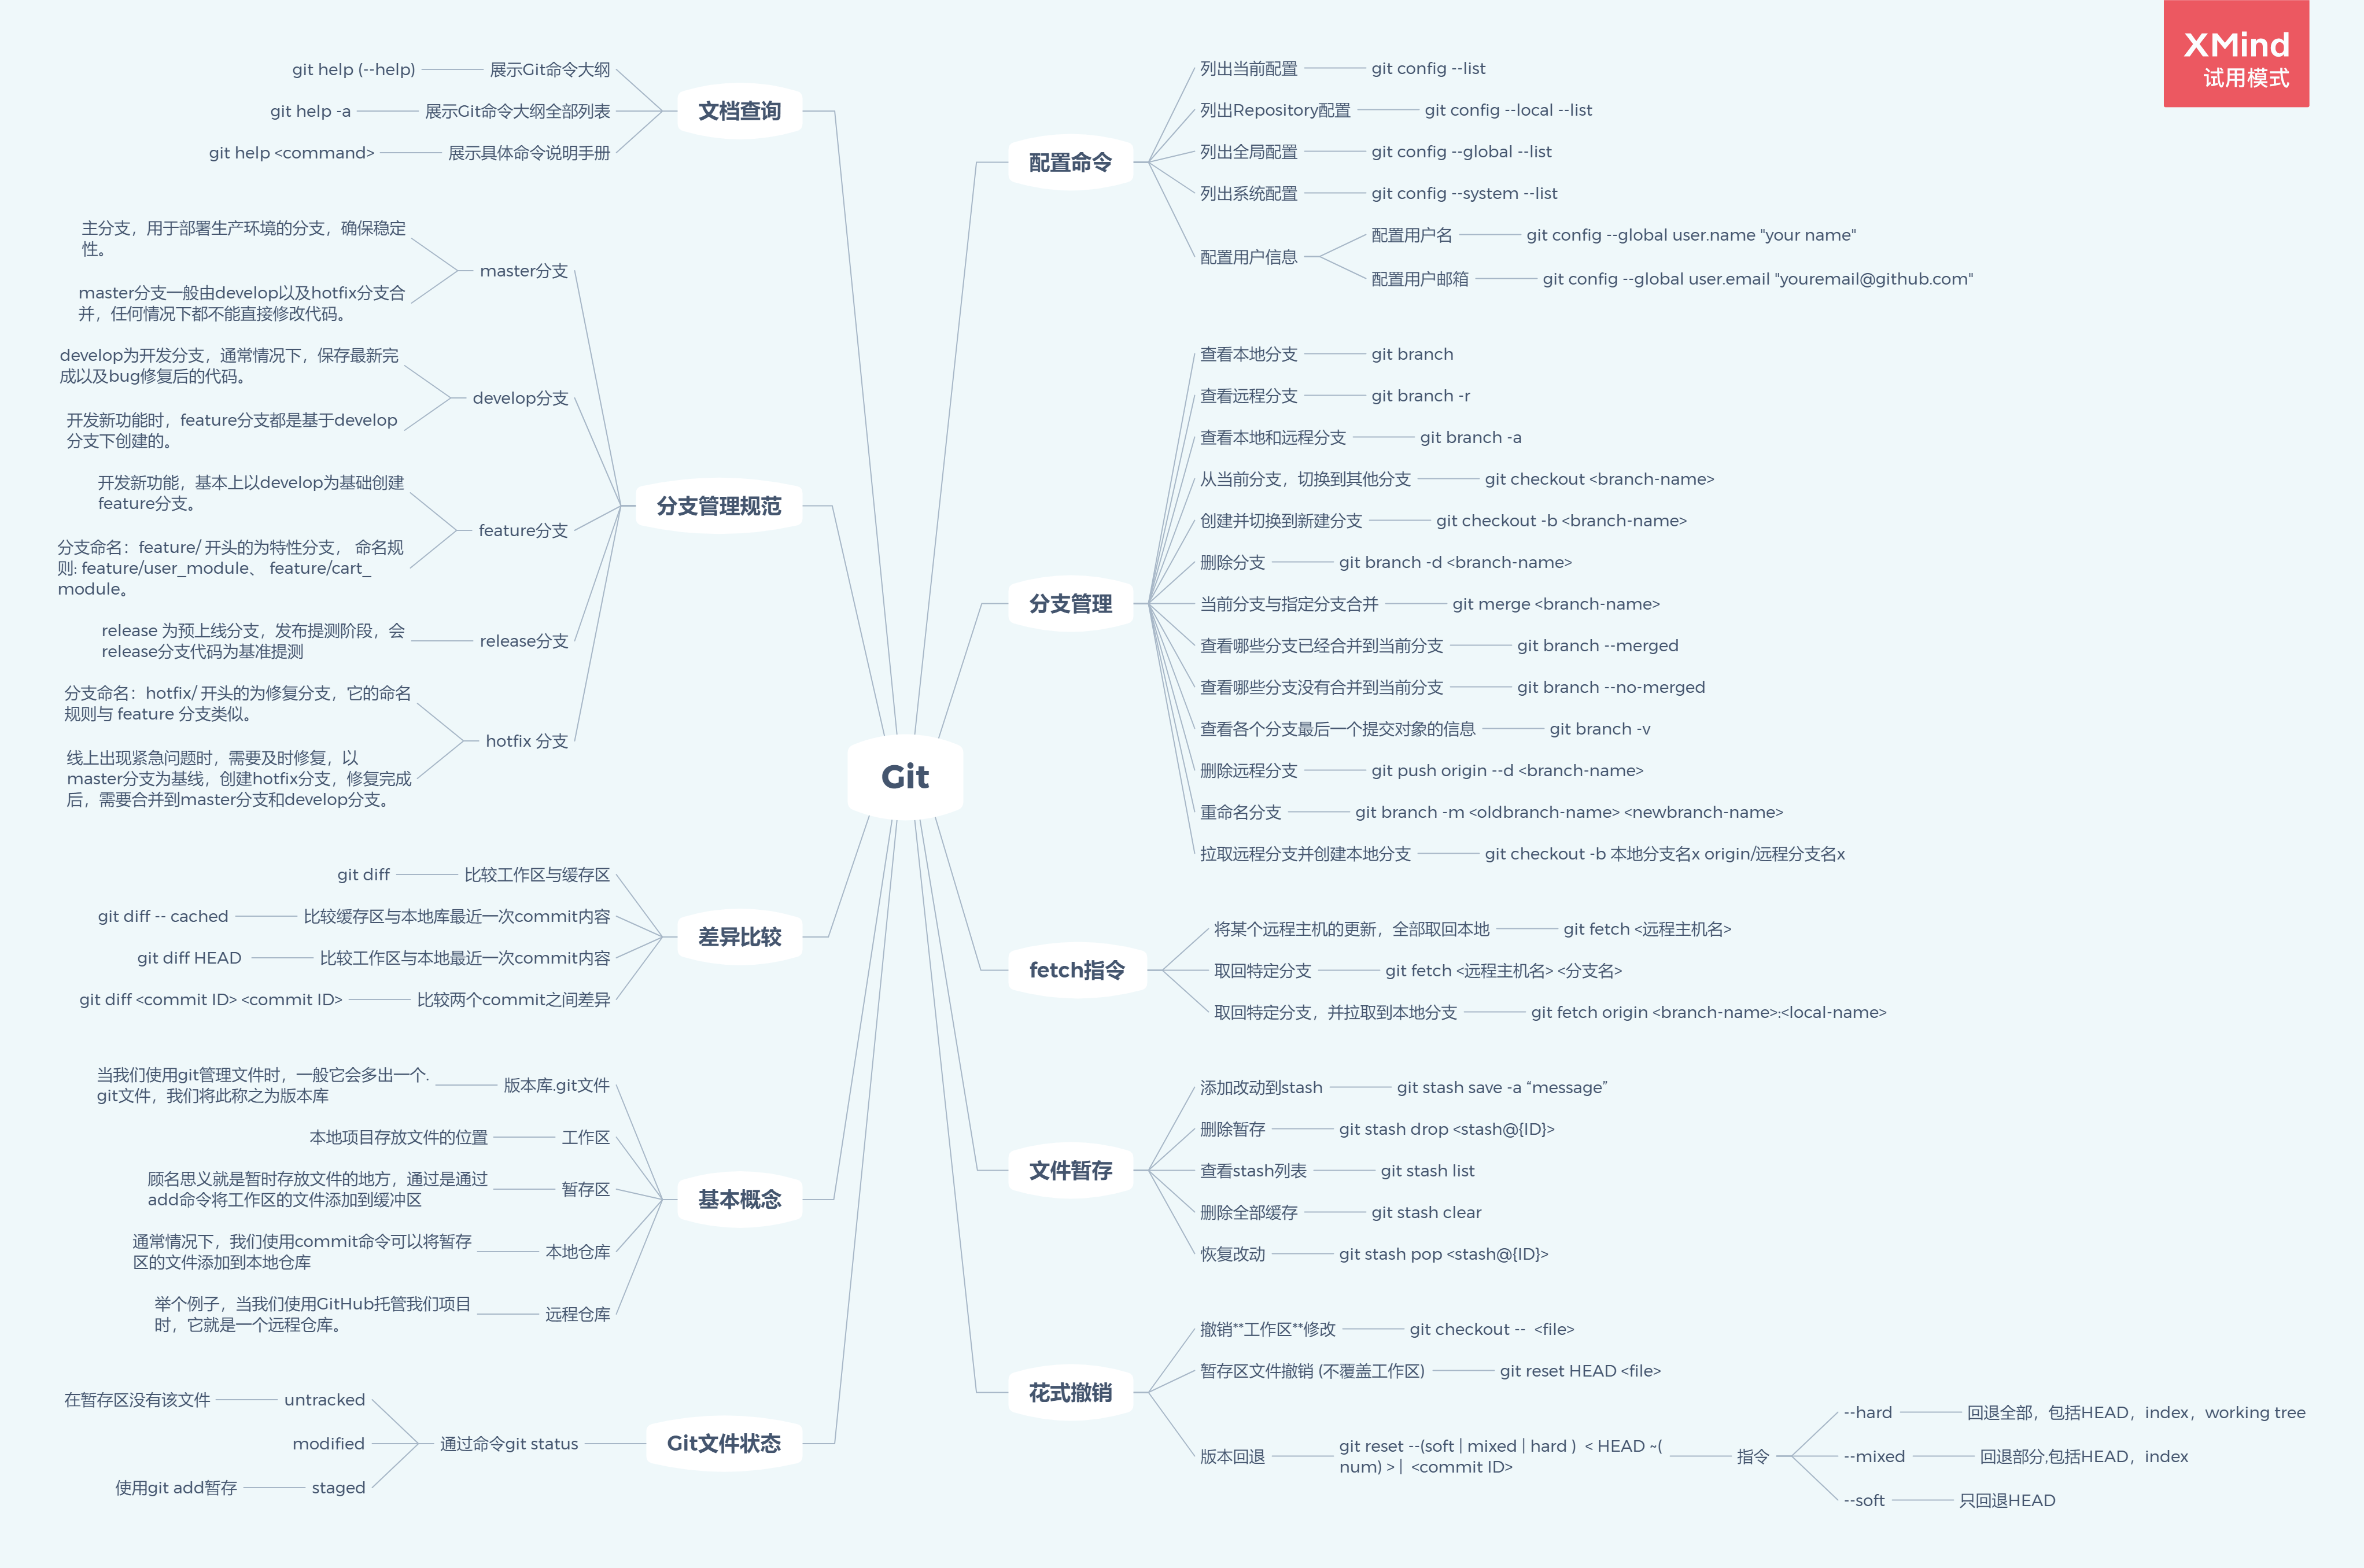 XMind
试用模式
Git
配置命令
列出当前配置
git config --list
列出Repository配置
git config --local --list
列出全局配置
git config --global --list
列出系统配置
git config --system --list
配置用户信息
配置用户名
git config --global user.name "your name"
配置用户邮箱
git config --global user.email "youremail@github.com"
分支管理
查看本地分支
git branch
查看远程分支
git branch -r
查看本地和远程分支
git branch -a
从当前分支，切换到其他分支
git checkout <branch-name>
创建并切换到新建分支
git checkout -b <branch-name>
删除分支
git branch -d <branch-name>
当前分支与指定分支合并
git merge <branch-name>
查看哪些分支已经合并到当前分支
git branch --merged
查看哪些分支没有合并到当前分支
git branch --no-merged
查看各个分支最后一个提交对象的信息
git branch -v
删除远程分支
git push origin --d <branch-name>
重命名分支
git branch -m <oldbranch-name> <newbranch-name>
拉取远程分支并创建本地分支
git checkout -b 本地分支名x origin/远程分支名x
fetch指令
将某个远程主机的更新，全部取回本地
git fetch <远程主机名>
取回特定分支
git fetch <远程主机名> <分支名>
取回特定分支，并拉取到本地分支
git fetch origin <branch-name>:<local-name>
文件暂存
添加改动到stash
git stash save -a “message”
删除暂存
git stash drop <stash@{ID}>
查看stash列表
git stash list
删除全部缓存
git stash clear
恢复改动
git stash pop <stash@{ID}>
花式撤销
撤销**工作区**修改
git checkout -- <file>
暂存区文件撤销 (不覆盖工作区)
git reset HEAD <file>
版本回退
git reset --(soft | mixed | hard ) < HEAD ~(
num) > | <commit ID>
指令
--hard
回退全部，包括HEAD，index，working tree
--mixed
回退部分,包括HEAD，index
--soft
只回退HEAD
文档查询
展示Git命令大纲
git help (--help)
展示Git命令大纲全部列表
git help -a
展示具体命令说明手册
git help <command>
分支管理规范
master分支
主分支，用于部署生产环境的分支，确保稳定
性。
master分支一般由develop以及hotfix分支合
并，任何情况下都不能直接修改代码。
develop分支
develop为开发分支，通常情况下，保存最新完
成以及bug修复后的代码。
开发新功能时，feature分支都是基于develop
分支下创建的。
feature分支
开发新功能，基本上以develop为基础创建
feature分支。
分支命名：feature/ 开头的为特性分支， 命名规
则: feature/user_module、 feature/cart_
module。
release分支
release 为预上线分支，发布提测阶段，会
release分支代码为基准提测
hotfix 分支
分支命名：hotfix/ 开头的为修复分支，它的命名
规则与 feature 分支类似。
线上出现紧急问题时，需要及时修复，以
master分支为基线，创建hotfix分支，修复完成
后，需要合并到master分支和develop分支。
差异比较
比较工作区与缓存区
git diff
比较缓存区与本地库最近一次commit内容
git diff -- cached
比较工作区与本地最近一次commit内容
git diff HEAD
比较两个commit之间差异
git diff <commit ID> <commit ID>
基本概念
版本库.git文件
当我们使用git管理文件时，一般它会多出一个.
git文件，我们将此称之为版本库
工作区
本地项目存放文件的位置
暂存区
顾名思义就是暂时存放文件的地方，通过是通过
add命令将工作区的文件添加到缓冲区
本地仓库
通常情况下，我们使用commit命令可以将暂存
区的文件添加到本地仓库
远程仓库
举个例子，当我们使用GitHub托管我们项目
时，它就是一个远程仓库。
Git文件状态
通过命令git status
untracked
在暂存区没有该文件
modified
staged
使用git add暂存